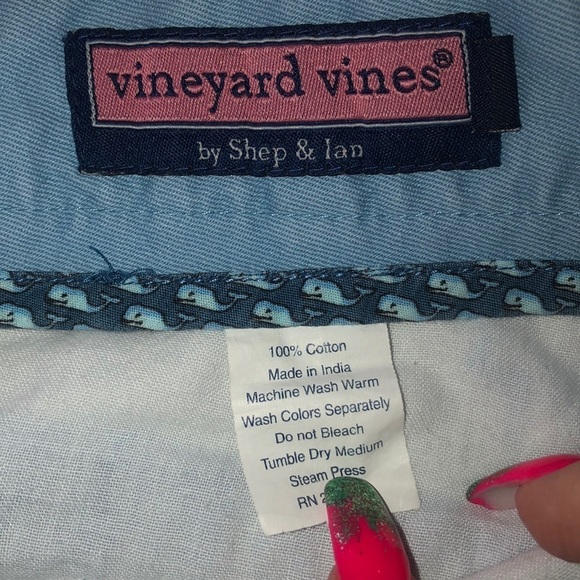 vineyard vines®
by Shep & Ian
100% Cotton
Made in India
Machine Wash Warm
Wash Colors Separately
Do not Bleach
Tumble Dry Medium
Steam Press
RN